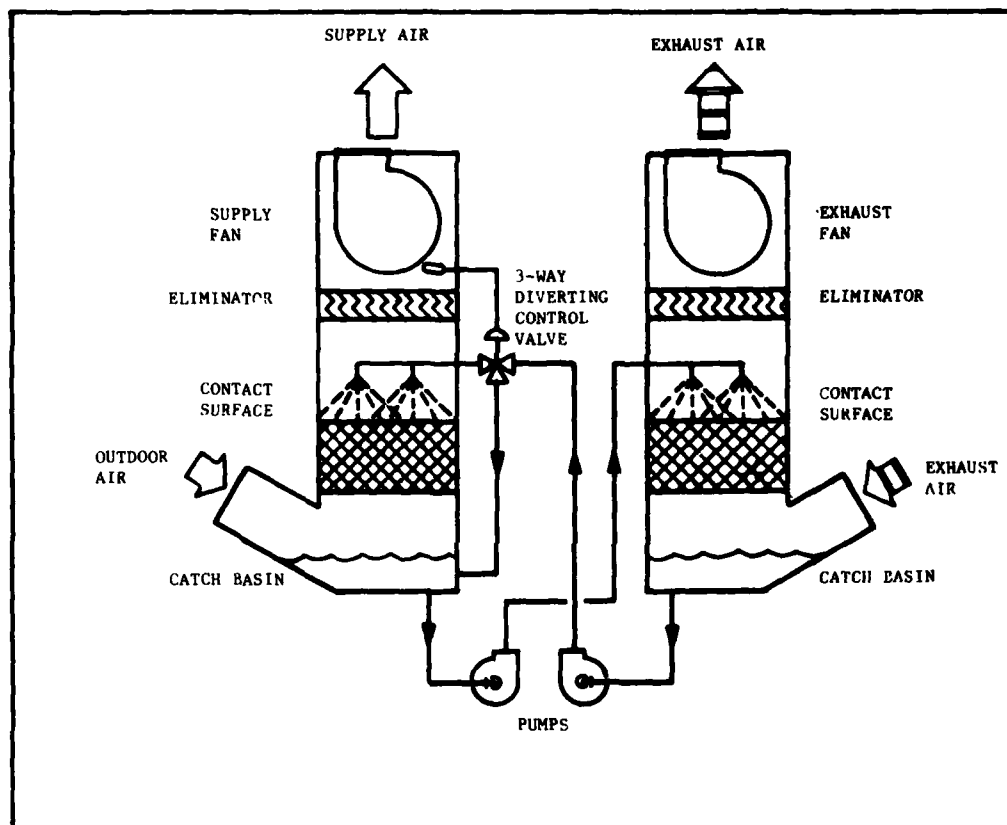 SUPPLY AIR
EXHAUST AIR
SUPPLY
FAN
EXHAUST
FAN
3-WAY
DIVERTING
CONTROL
VALVE
ELIMINATOR
ELIMINATOR
CONTACT
SURFACE
CONTACT
SURFACE
OUTDOOR
AIR
EXHAUST
AIR
CATCH BASIN
CATCH BASIN
PUMPS